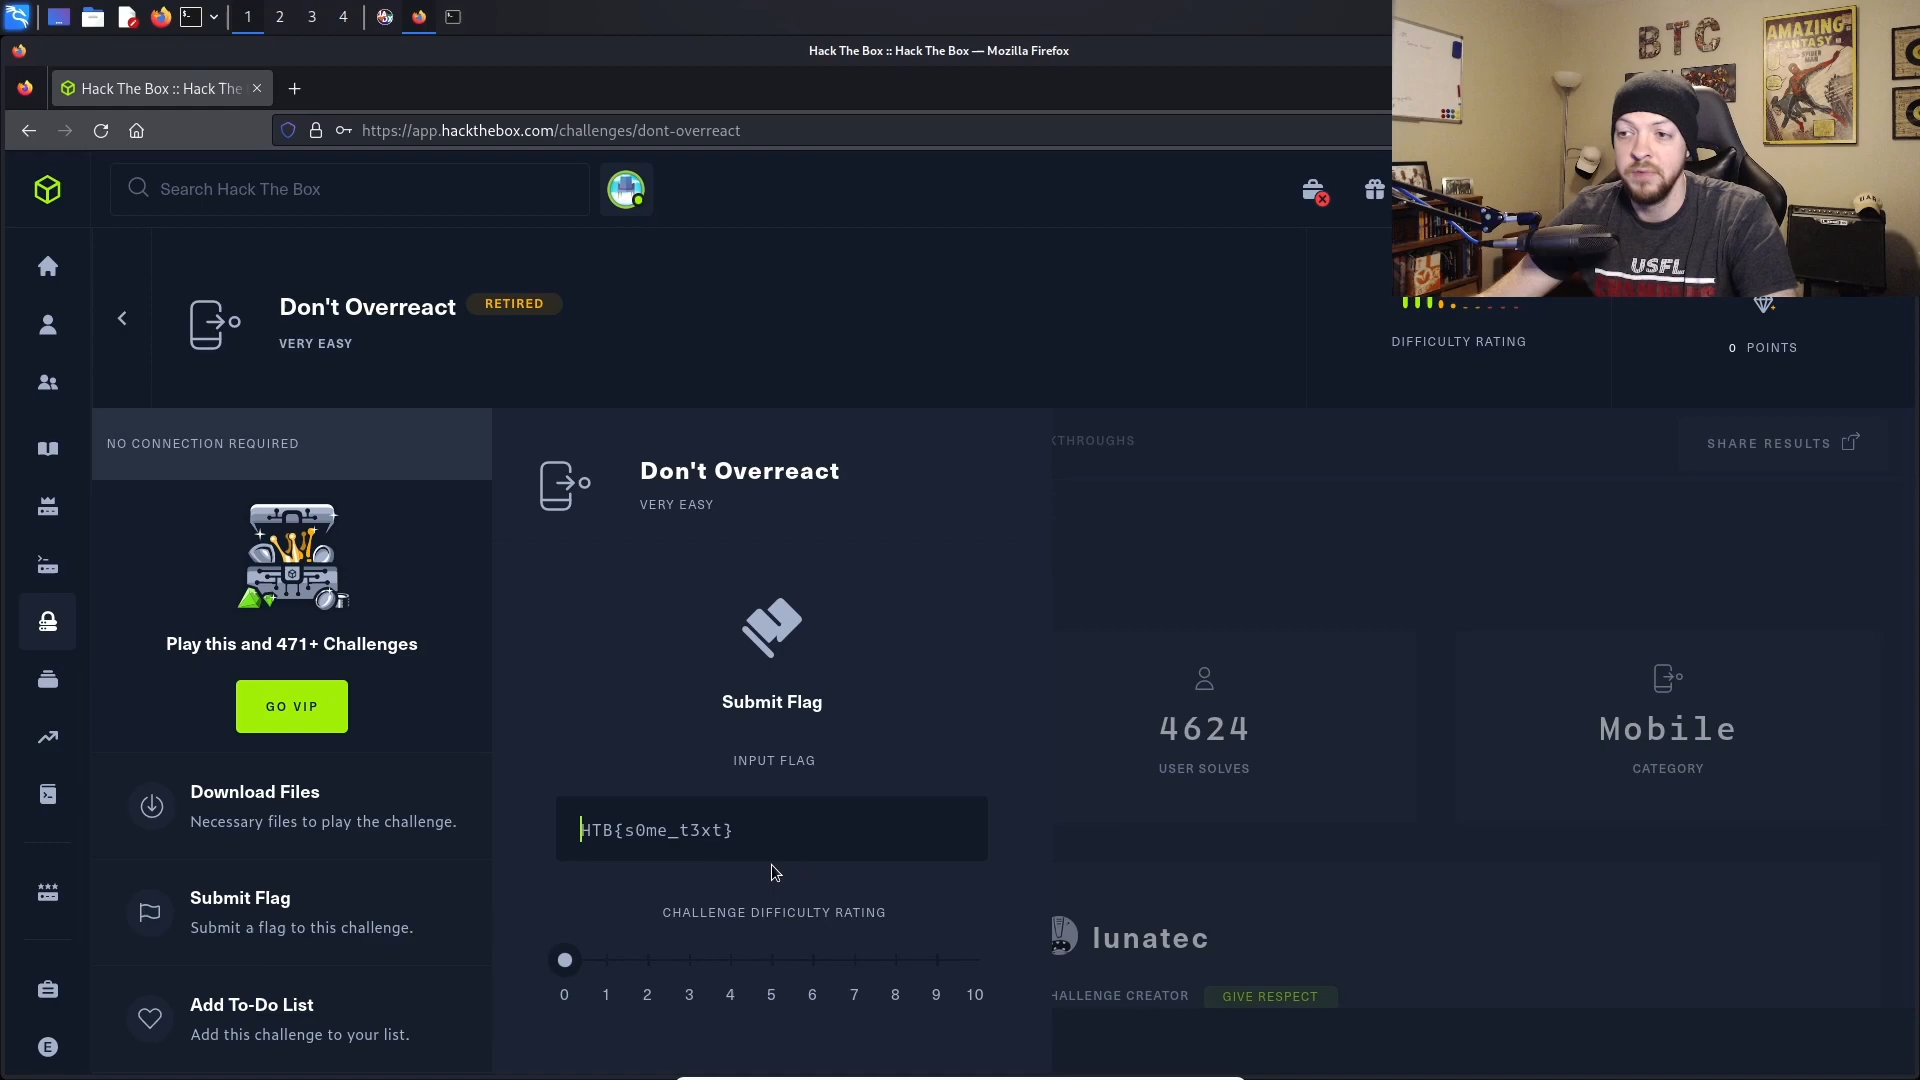 1 2 3 4
Hack The Box :: Hack The Box — Mozilla Firefox
Hack The Box :: Hack The
https://app.hackthebox.com/challenges/dont-overreact
BTC
AMAZING
FANTASY
USFL
Search Hack The Box
Don't Overreact RETIRED
VERY EASY
DIFFICULTY RATING
0 POINTS
NO CONNECTION REQUIRED
Play this and 471+ Challenges
GO VIP
Download Files
Necessary files to play the challenge.
Submit Flag
Submit a flag to this challenge.
Add To-Do List
Add this challenge to your list.
E
Don't Overreact
VERY EASY
Submit Flag
INPUT FLAG
HTB{s0me_t3xt}
CHALLENGE DIFFICULTY RATING
0 1 2 3 4 5 6 7 8 9 10
KTHROUGHS
SHARE RESULTS
4624
USER SOLVES
Mobile
CATEGORY
lunatec
HALLENGE CREATOR
GIVE RESPECT